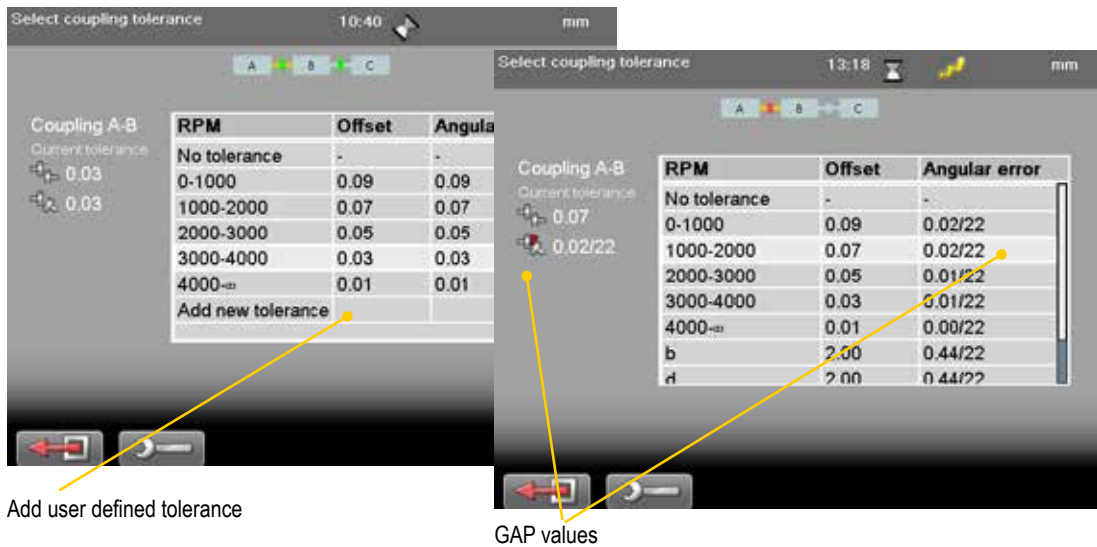 Select coupling tolerance 10:40 mm
A B C
Coupling A-B
Current tolerance
0.03
0.03
RPM Offset Angula
No tolerance - -
0-1000 0.09 0.09
1000-2000 0.07 0.07
2000-3000 0.05 0.05
3000-4000 0.03 0.03
4000-∞ 0.01 0.01
Add new tolerance
Add user defined tolerance
Select coupling tolerance 13:18 mm
A B C
Coupling A-B
Current tolerance
0.07
0.02/22
RPM Offset Angular error
No tolerance - -
0-1000 0.09 0.02/22
1000-2000 0.07 0.02/22
2000-3000 0.05 0.01/22
3000-4000 0.03 0.01/22
4000-∞ 0.01 0.00/22
b 2.00 0.44/22
d 2.00 0.44/22
GAP values